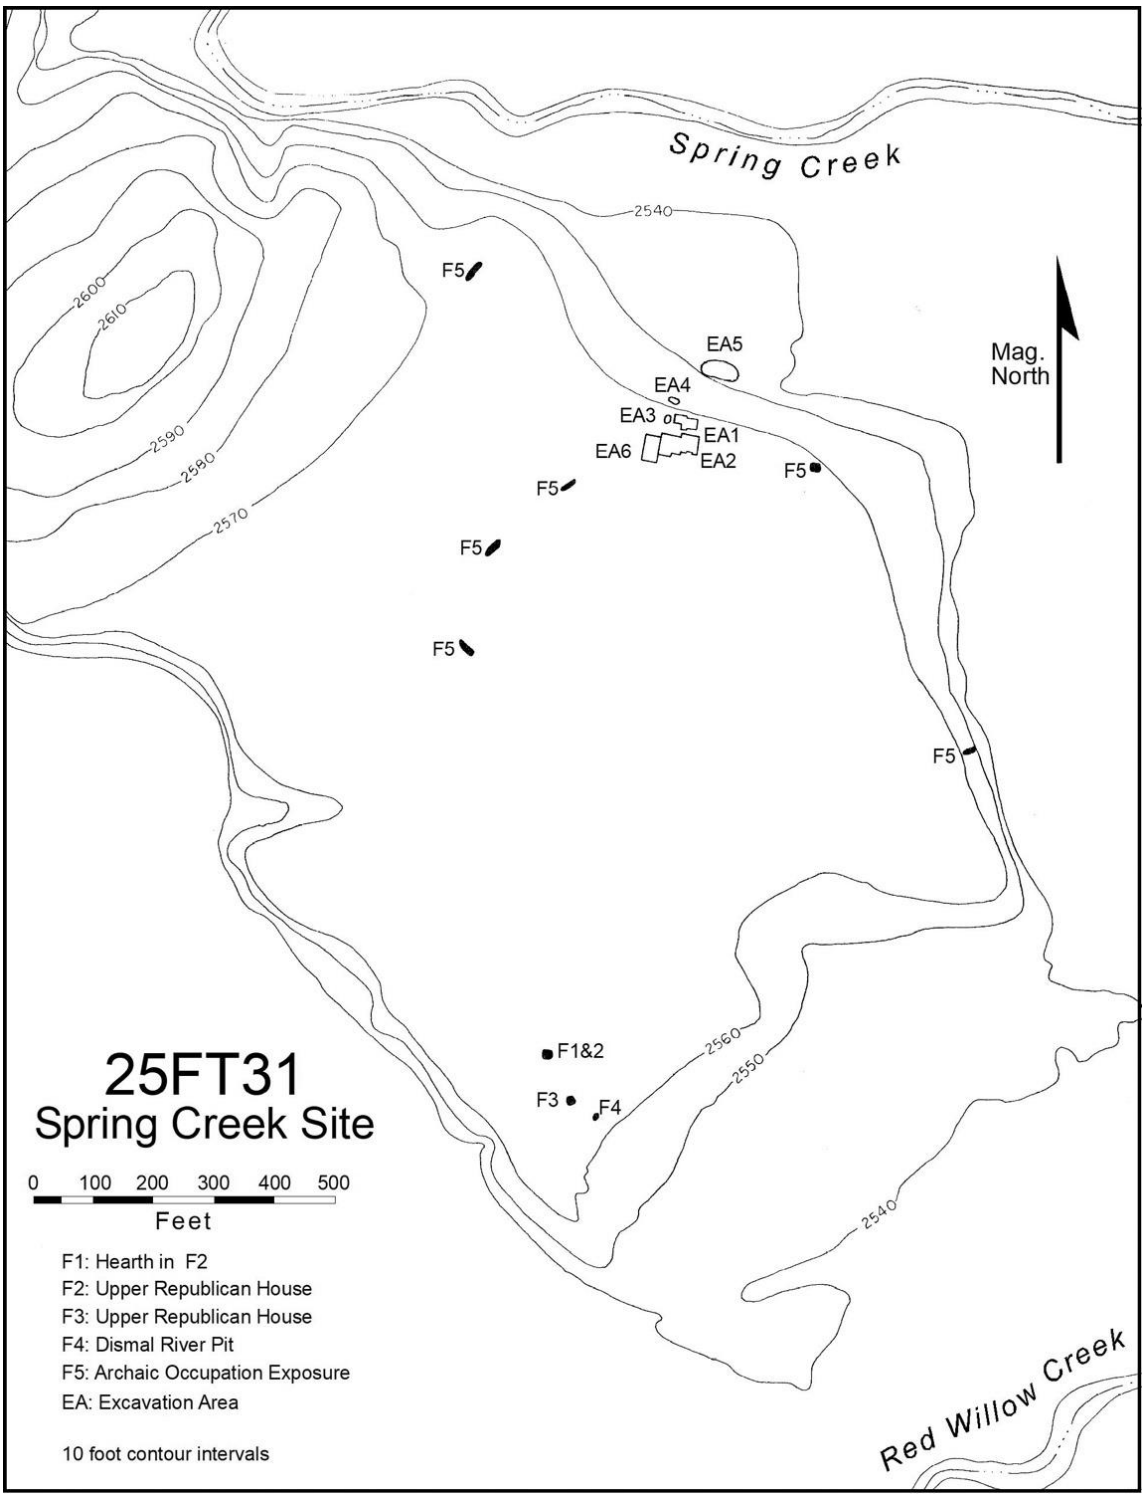 Spring Creek
2540
F5
2600
2610
EA5
Mag.
North
EA4
EA3
EA1
EA6
EA2
2590
2580
F5
F5
2570
F5
F5
F5
2560
F1&2
2550
F3
F4
25FT31
Spring Creek Site
0 100 200 300 400 500
Feet
2540
F1: Hearth in F2
F2: Upper Republican House
F3: Upper Republican House
F4: Dismal River Pit
F5: Archaic Occupation Exposure
EA: Excavation Area
Red Willow Creek
10 foot contour intervals